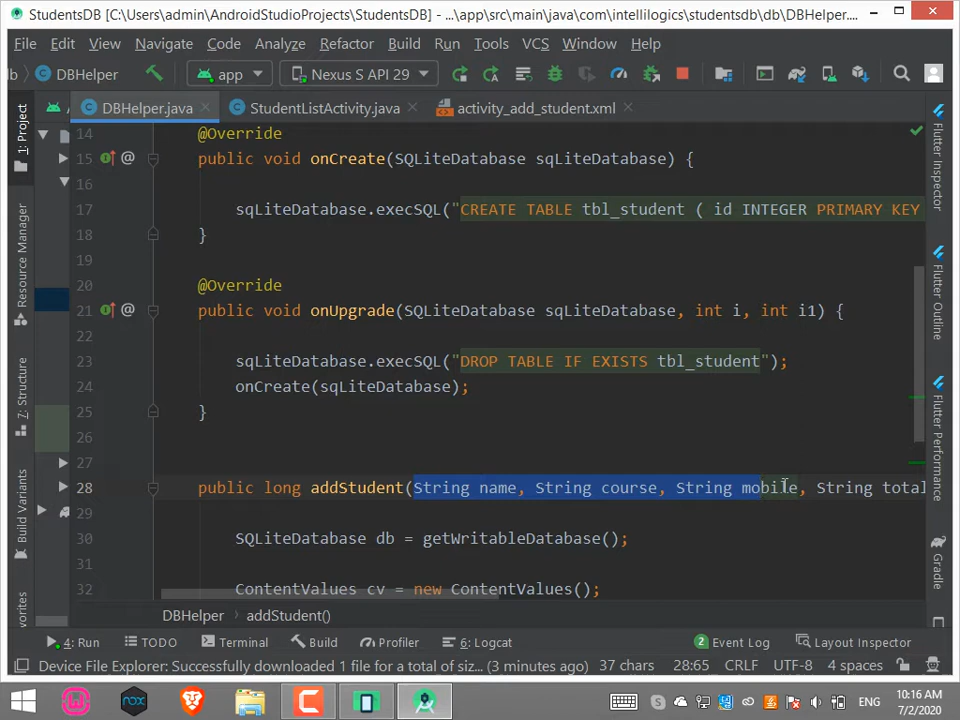 StudentsDB [C:\Users\admin\AndroidStudioProjects\StudentsDB] - ...\app\src\main\java\com\intellilogics\studentsdb\db\DBHelper....
File Edit View Navigate Code Analyze Refactor Build Run Tools VCS Window Help
b DBHelper app Nexus S API 29
DBHelper.java StudentListActivity.java activity_add_student.xml
14 @Override
15 public void onCreate(SQLiteDatabase sqLiteDatabase) {
16
17 sqLiteDatabase.execSQL("CREATE TABLE tbl_student ( id INTEGER PRIMARY KEY
18 }
19
20 @Override
21 public void onUpgrade(SQLiteDatabase sqLiteDatabase, int i, int i1) {
22
23 sqLiteDatabase.execSQL("DROP TABLE IF EXISTS tbl_student");
24 onCreate(sqLiteDatabase);
25 }
26
27
28 public long addStudent(String name, String course, String mobile, String total
29
30 SQLiteDatabase db = getWritableDatabase();
31
32 ContentValues cv = new ContentValues();
DBHelper addStudent()
1: Project
Resource Manager
7: Structure
Build Variants
avorites
Flutter Inspector
Flutter Outline
Flutter Performance
Gradle
4: Run TODO Terminal Build Profiler 6: Logcat 2 Event Log Layout Inspector
Device File Explorer: Successfully downloaded 1 file for a total of siz... (3 minutes ago) 37 chars 28:65 CRLF UTF-8 4 spaces
nox ENG 10:16 AM
7/2/2020